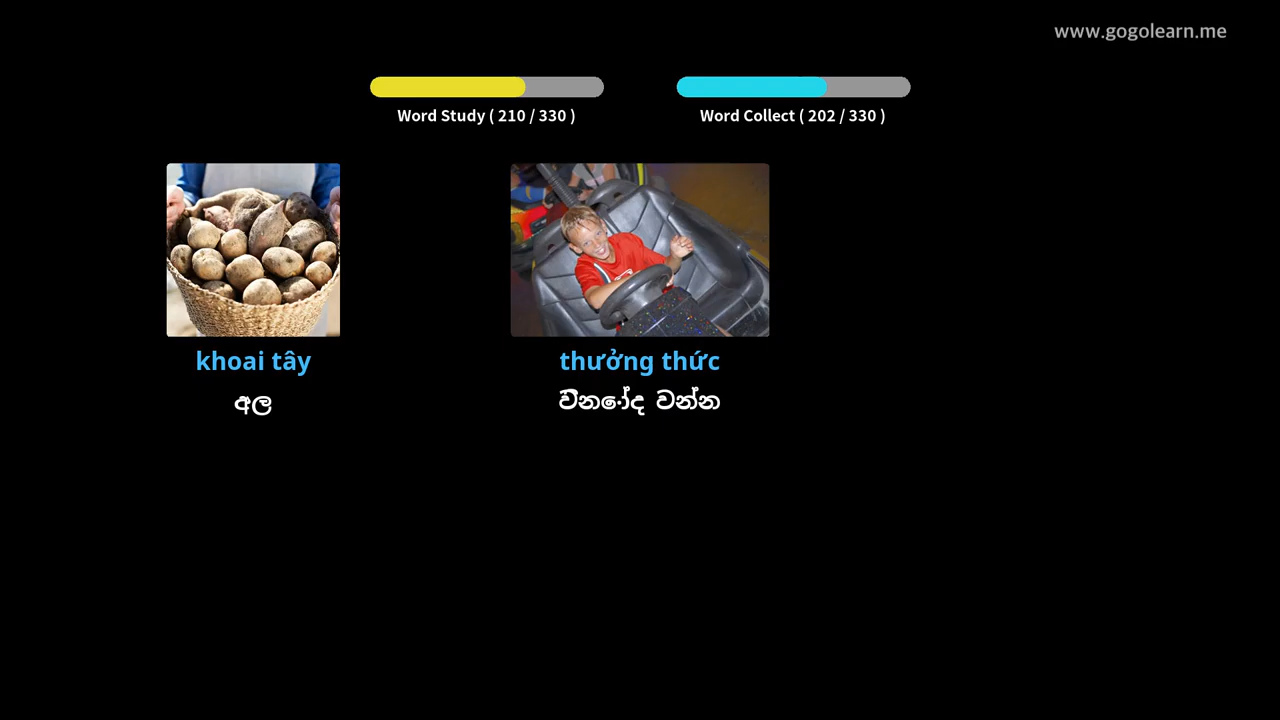 www.gogolearn.me
Word Study ( 210 / 330 )
Word Collect ( 202 / 330 )
khoai tây
අල
thưởng thức
විනෝද වන්න